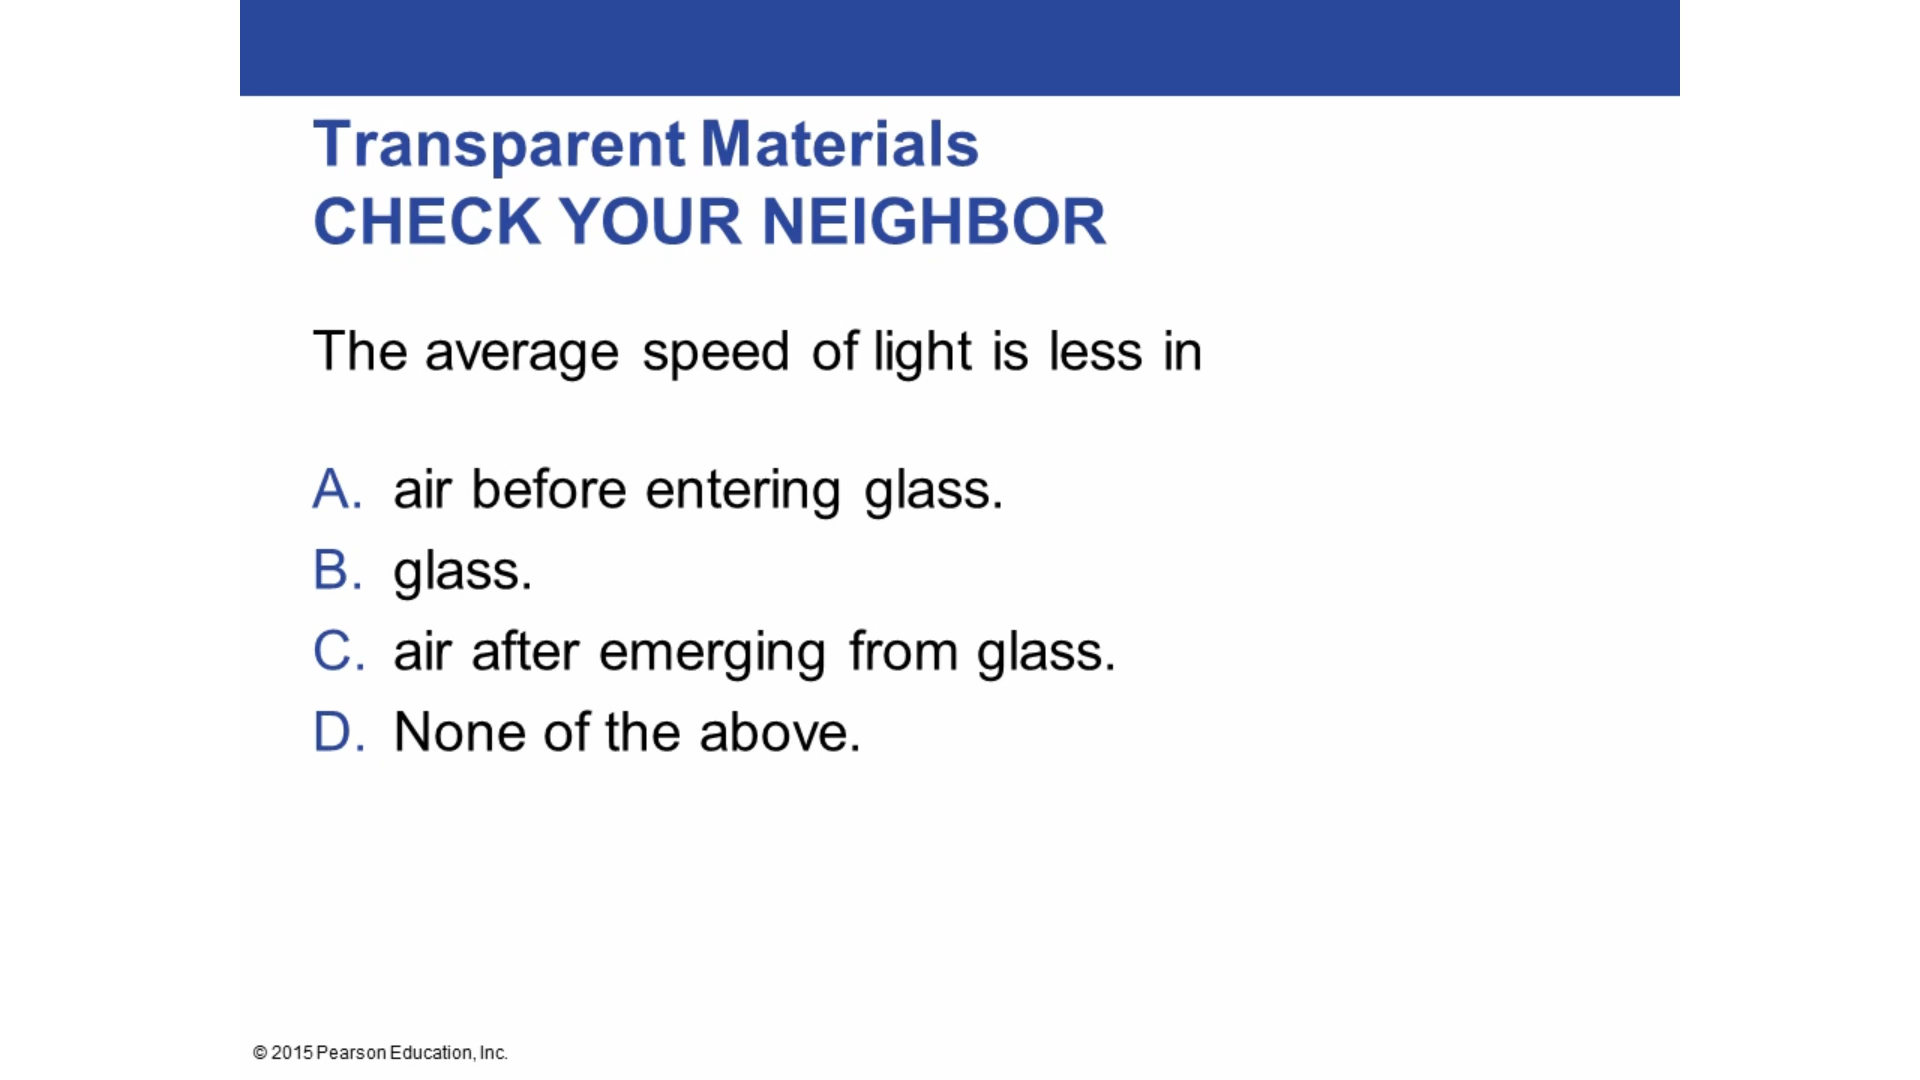 Transparent Materials
CHECK YOUR NEIGHBOR
The average speed of light is less in
A. air before entering glass.
B. glass.
C. air after emerging from glass.
D. None of the above.
© 2015 Pearson Education, Inc.